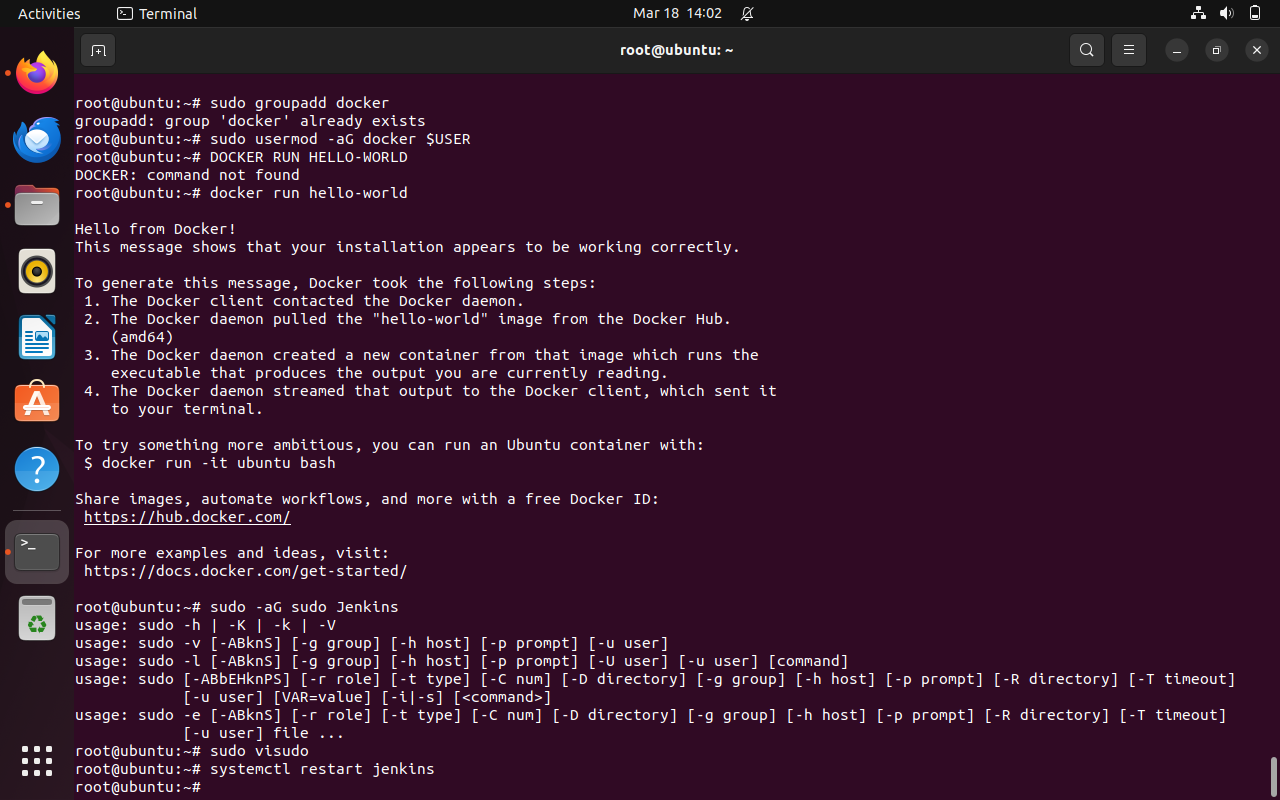 Activities
Terminal
Mar 18 14:02
root@ubuntu: ~
root@ubuntu:~# sudo groupadd docker
groupadd: group 'docker' already exists
root@ubuntu:~# sudo usermod -aG docker $USER
root@ubuntu:~# DOCKER RUN HELLO-WORLD
DOCKER: command not found
root@ubuntu:~# docker run hello-world
Hello from Docker!
This message shows that your installation appears to be working correctly.
To generate this message, Docker took the following steps:
1. The Docker client contacted the Docker daemon.
2. The Docker daemon pulled the "hello-world" image from the Docker Hub.
(amd64)
3. The Docker daemon created a new container from that image which runs the
executable that produces the output you are currently reading.
4. The Docker daemon streamed that output to the Docker client, which sent it
to your terminal.
To try something more ambitious, you can run an Ubuntu container with:
$ docker run -it ubuntu bash
Share images, automate workflows, and more with a free Docker ID:
https://hub.docker.com/
For more examples and ideas, visit:
https://docs.docker.com/get-started/
root@ubuntu:~# sudo -aG sudo Jenkins
usage: sudo -h | -K | -k | -V
usage: sudo -v [-ABknS] [-g group] [-h host] [-p prompt] [-u user]
usage: sudo -l [-ABknS] [-g group] [-h host] [-p prompt] [-U user] [-u user] [command]
usage: sudo [-ABbEHknPS] [-r role] [-t type] [-C num] [-D directory] [-g group] [-h host] [-p prompt] [-R directory] [-T timeout]
[-u user] [VAR=value] [-i|-s] [<command>]
usage: sudo -e [-ABknS] [-r role] [-t type] [-C num] [-D directory] [-g group] [-h host] [-p prompt] [-R directory] [-T timeout]
[-u user] file ...
root@ubuntu:~# sudo visudo
root@ubuntu:~# systemctl restart jenkins
root@ubuntu:~#